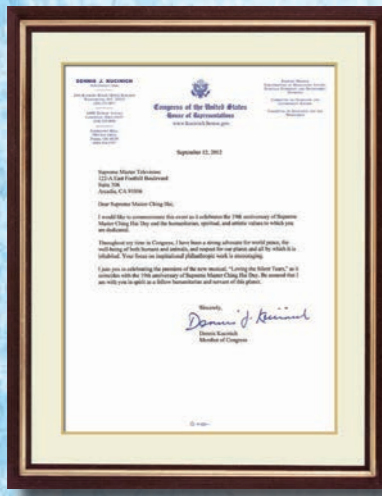 DENNIS J. KUCINICH
Congress of the United States
House of Representatives
www.kucinich.house.gov
September 12, 2012
Supreme Master Television
122-A East Foothill Boulevard
Suite 208
Arcadia, CA 91006
Dear Supreme Master Ching Hai,
I would like to commemorate this event as it celebrates the 19th anniversary of Supreme
Master Ching Hai Day and the humanitarian, spiritual, and artistic values to which you
are dedicated.
Throughout my time in Congress, I have been a strong advocate for world peace, the
well-being of both humans and animals, and respect for our planet and all by which it is
inhabited. Your focus on inspirational philanthropic work is encouraging.
I join you in celebrating the premiere of the new musical, "Loving the Silent Tears," as it
coincides with the 19th anniversary of Supreme Master Ching Hai Day. Be assured that I
am with you in spirit as a fellow humanitarian and servant of this planet.
Sincerely,
Dennis J. Kucinich
Dennis Kucinich
Member of Congress